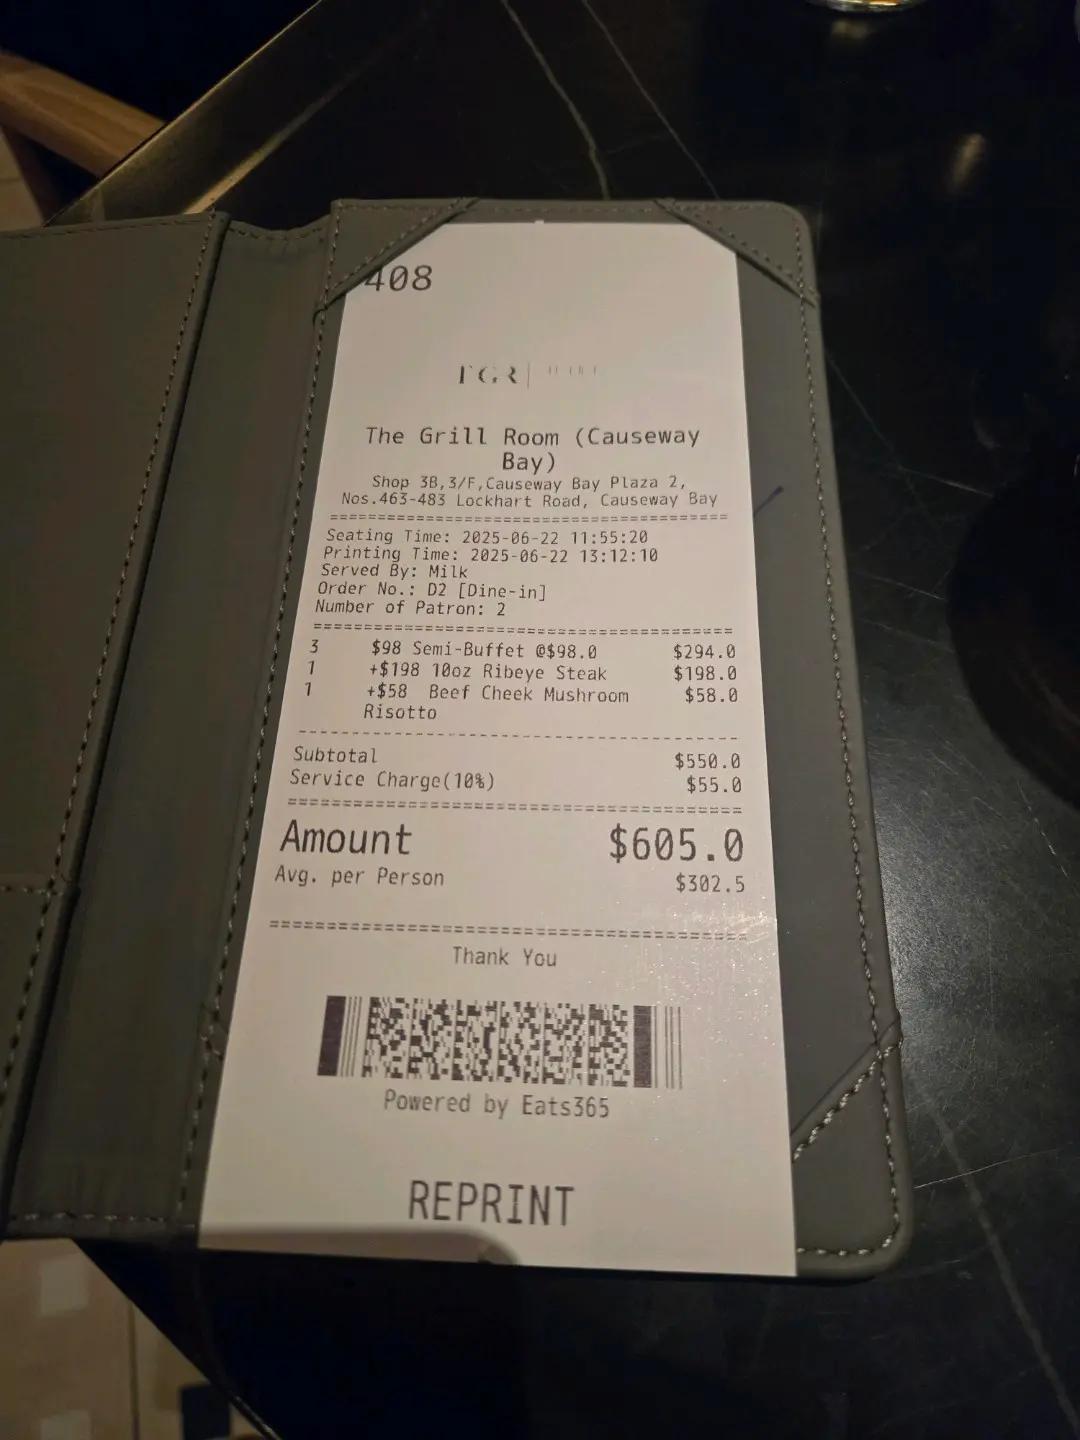 408
TGR
The Grill Room (Causeway
Bay)
Shop 3B,3/F,Causeway Bay Plaza 2,
Nos.463-483 Lockhart Road, Causeway Bay
Seating Time: 2025-06-22 11:55:20
Printing Time: 2025-06-22 13:12:10
Served By: Milk
Order No.: D2 [Dine-in]
Number of Patron: 2
3 $98 Semi-Buffet @$98.0 $294.0
1 +$198 10oz Ribeye Steak $198.0
1 +$58 Beef Cheek Mushroom $58.0
Risotto
Subtotal $550.0
Service Charge(10%) $55.0
Amount $605.0
Avg. per Person $302.5
Thank You
Powered by Eats365
REPRINT